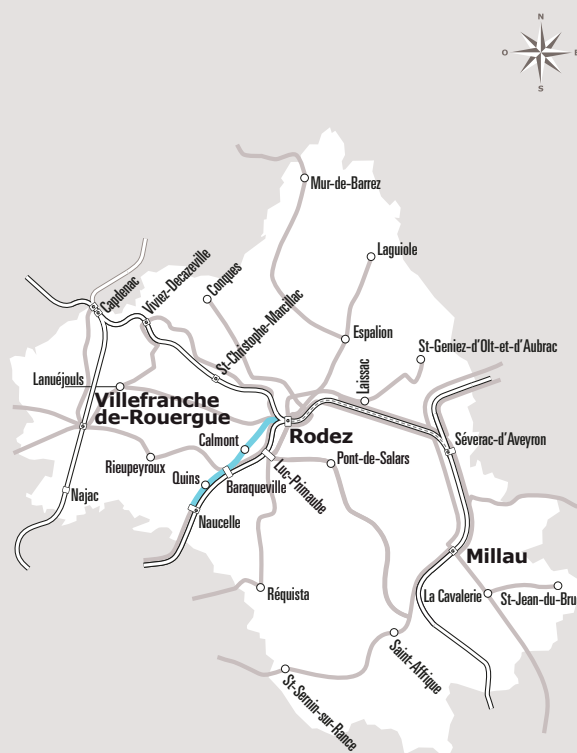 N
O
E
S
Mur-de-Barrez
Laguiole
Capdenac
Viviez-Decazeville
Conques
St-Christophe-Marcillac
Espalion
St-Geniez-d'Olt-et-d'Aubrac
Laissac
Lanuéjouls
Villefranche
de-Rouergue
Rodez
Calmont
Séverac-d'Aveyron
Rieupeyroux
Luc-Primaube
Pont-de-Salars
Quins
Baraqueville
Najac
Naucelle
Millau
La Cavalerie
Réquista
St-Jean-du-Bru
Saint-Affrique
St-Sernin-sur-Rance